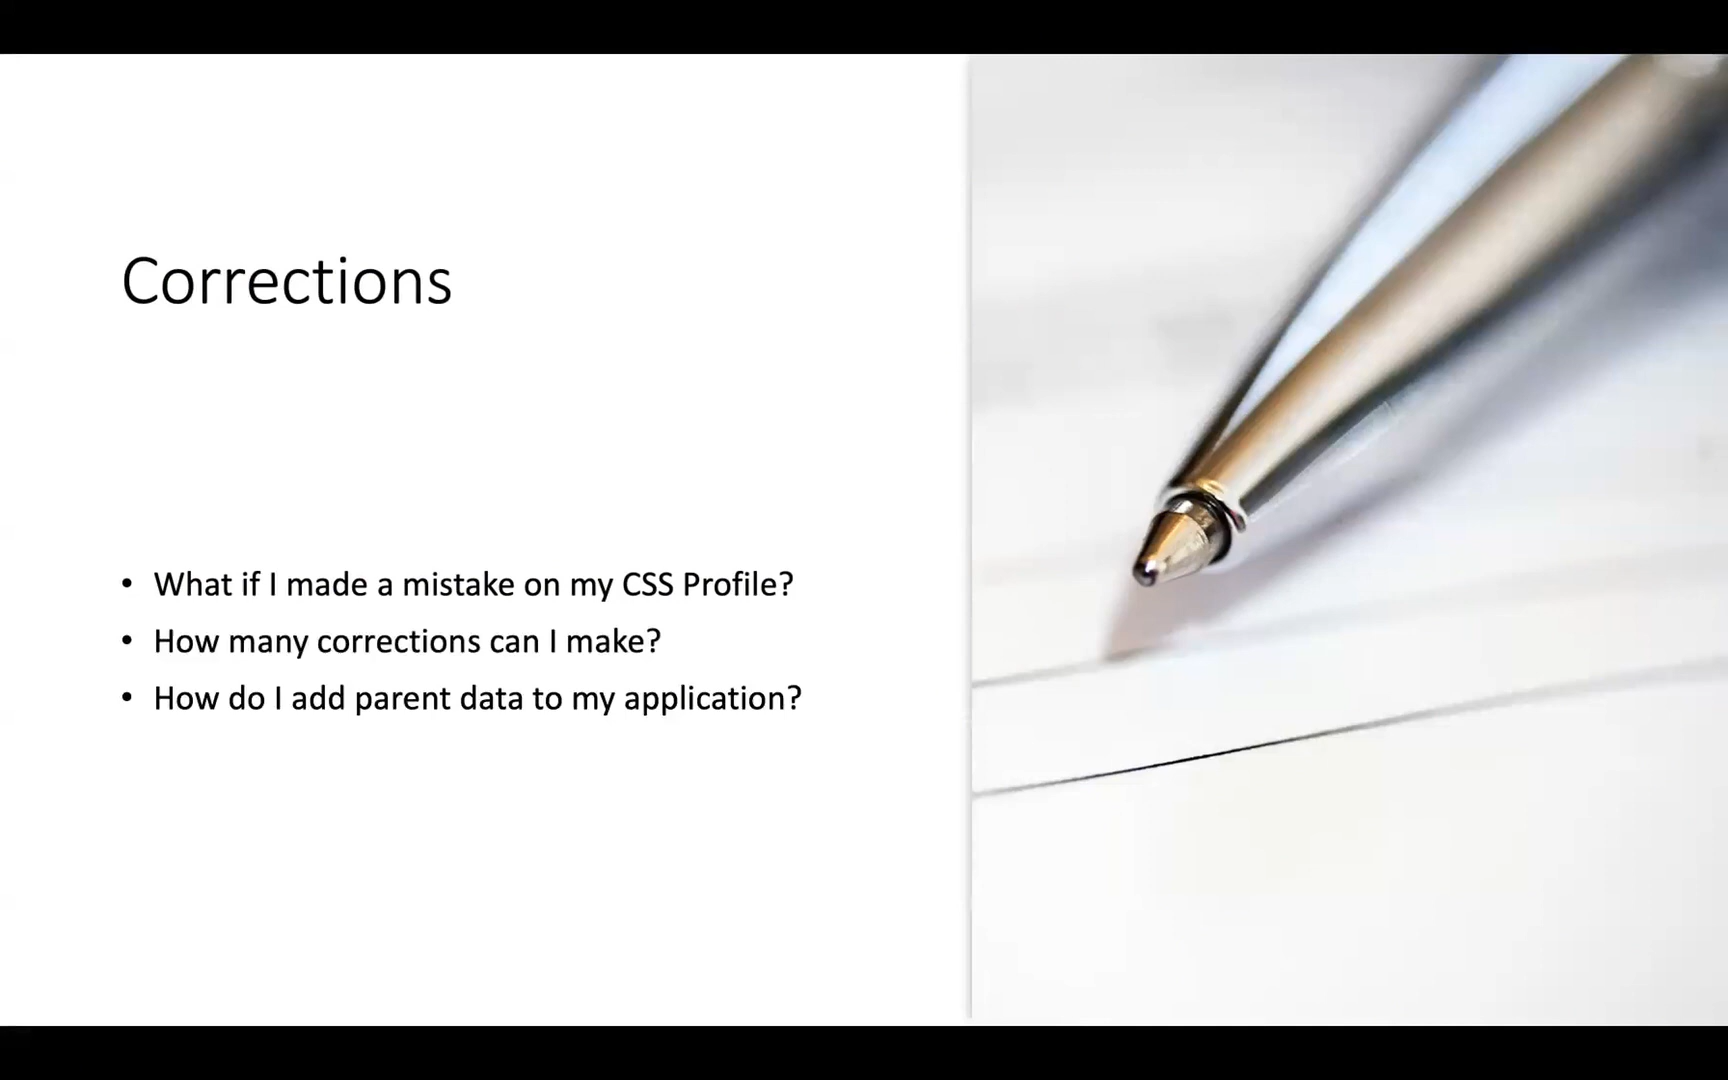 Corrections
• What if I made a mistake on my CSS Profile?
• How many corrections can I make?
• How do I add parent data to my application?